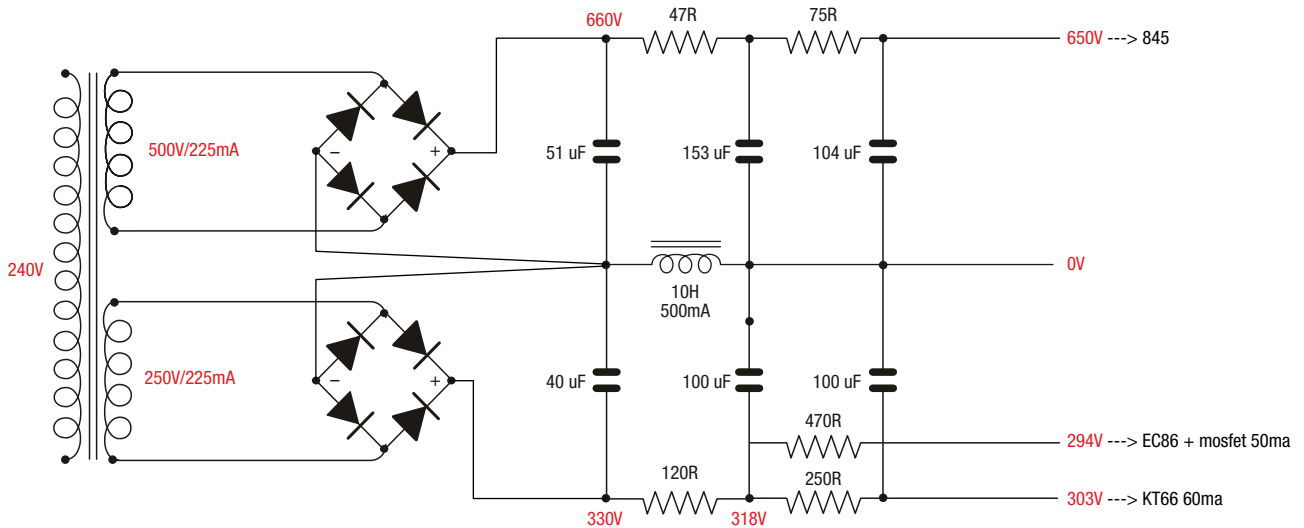 660V
47R
75R
650V ---> 845
500V/225mA
–
+
51 uF
153 uF
104 uF
240V
0V
10H
500mA
250V/225mA
–
+
40 uF
100 uF
100 uF
470R
294V ---> EC86 + mosfet 50ma
120R
250R
303V ---> KT66 60ma
330V
318V